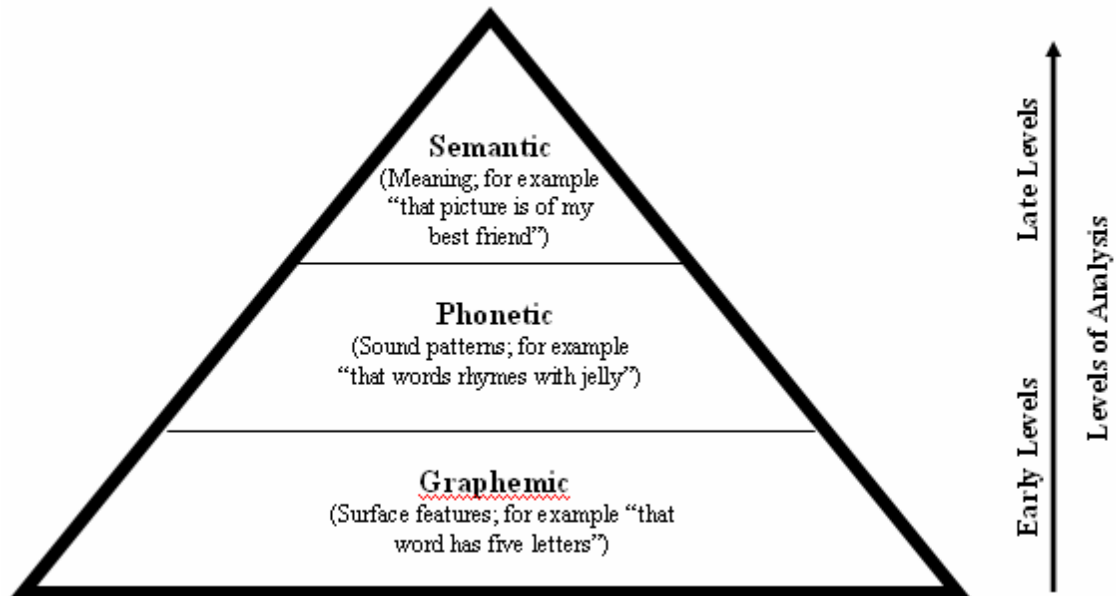 Semantic
(Meaning; for example
“that picture is of my
best friend”)
Phonetic
(Sound patterns; for example
“that words rhymes with jelly”)
Graphemic
(Surface features; for example “that
word has five letters”)
Late Levels
Early Levels
Levels of Analysis